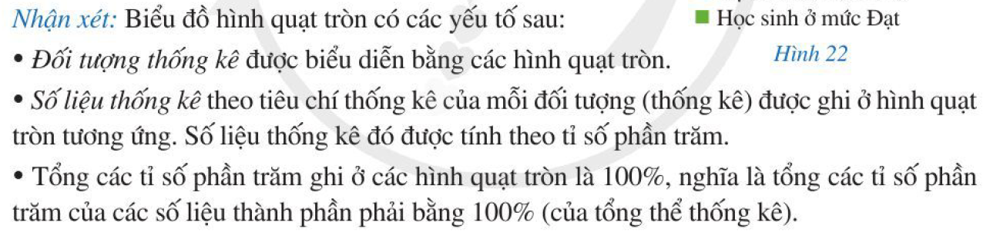 Nhận xét: Biểu đồ hình quạt tròn có các yếu tố sau:
■ Học sinh ở mức Đạt
Hình 22
• Đối tượng thống kê được biểu diễn bằng các hình quạt tròn.
• Số liệu thống kê theo tiêu chí thống kê của mỗi đối tượng (thống kê) được ghi ở hình quạt
tròn tương ứng. Số liệu thống kê đó được tính theo tỉ số phần trăm.
• Tổng các tỉ số phần trăm ghi ở các hình quạt tròn là 100%, nghĩa là tổng các tỉ số phần
trăm của các số liệu thành phần phải bằng 100% (của tổng thể thống kê).